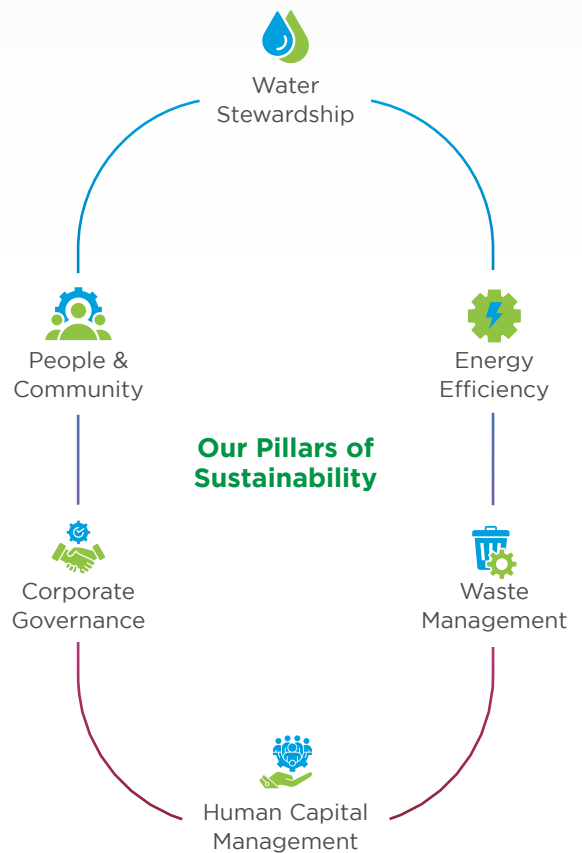 Water
Stewardship
People &
Community
Energy
Efficiency
Our Pillars of
Sustainability
Corporate
Governance
Waste
Management
Human Capital
Management